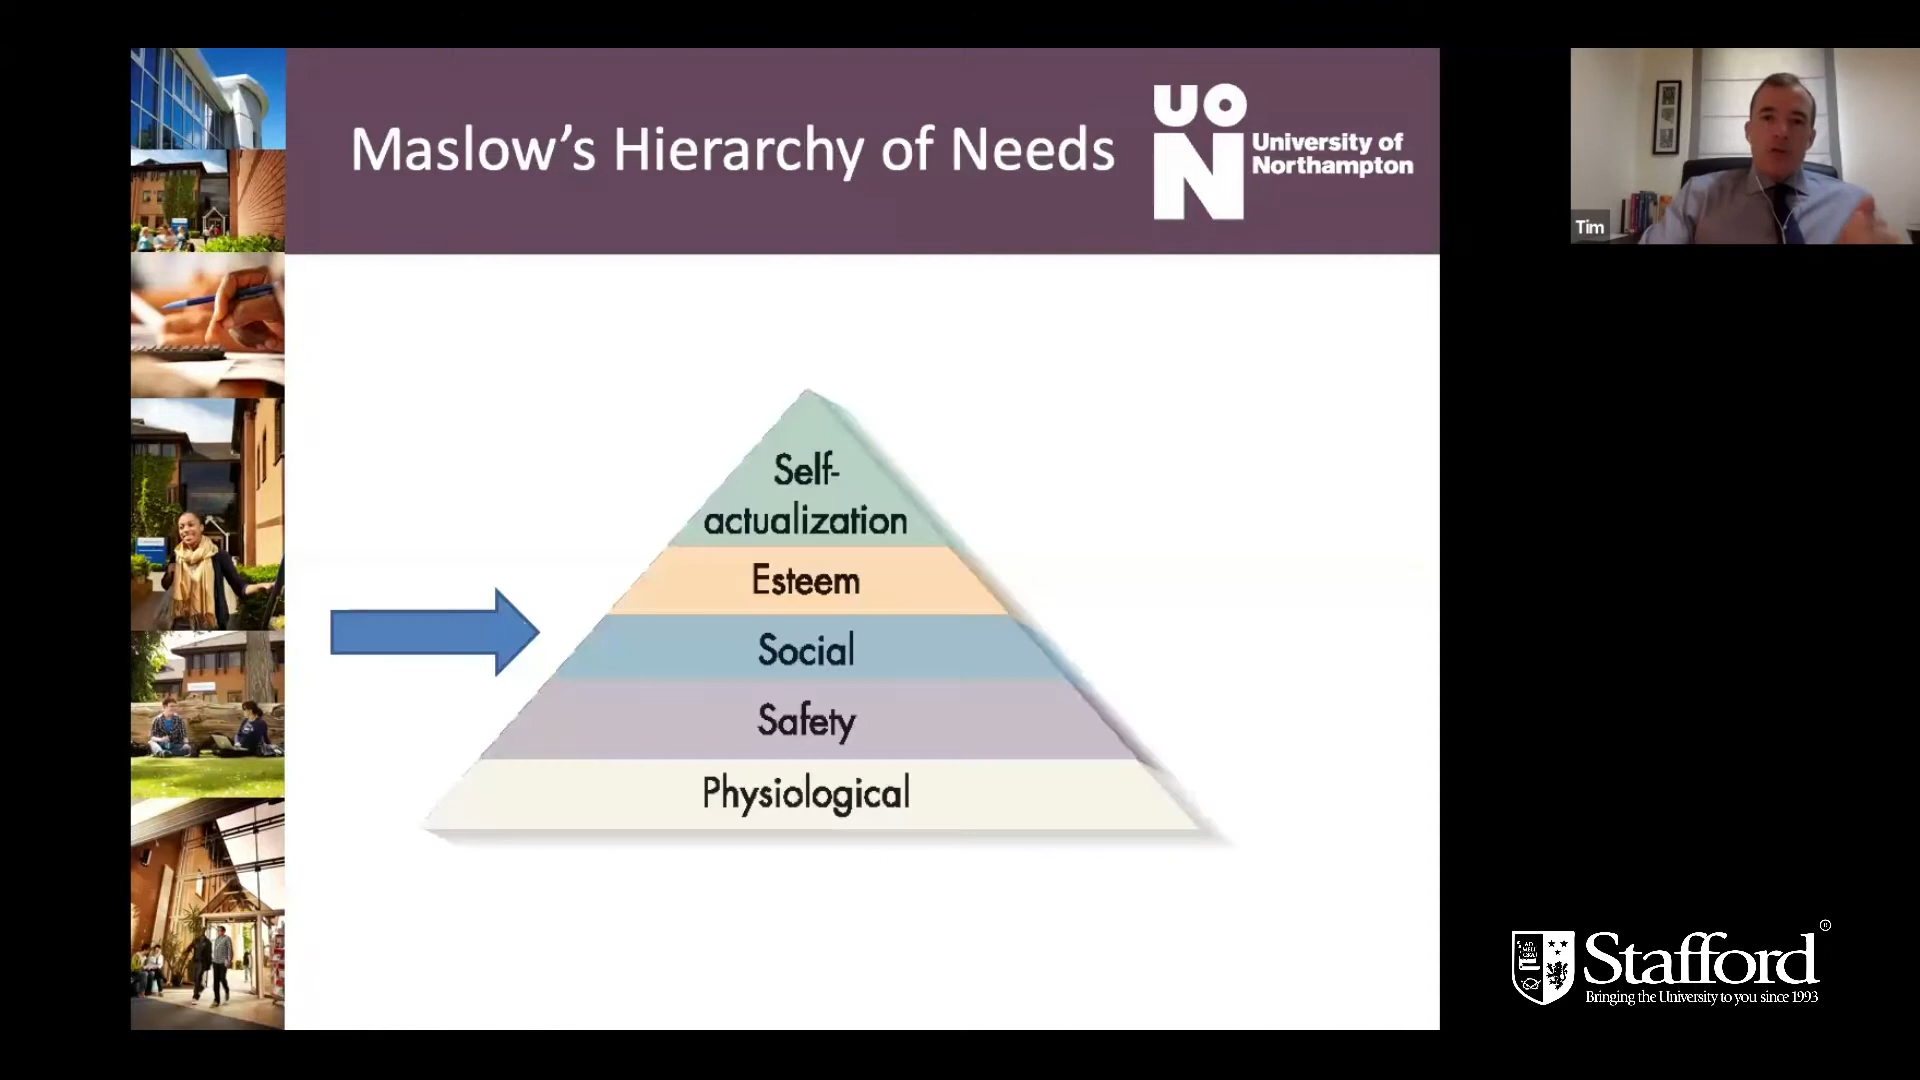 Maslow's Hierarchy of Needs
UON
University of
Northampton
Tim
Self-
actualization
Esteem
Social
Safety
Physiological
Stafford
Bringing the University to you since 1993